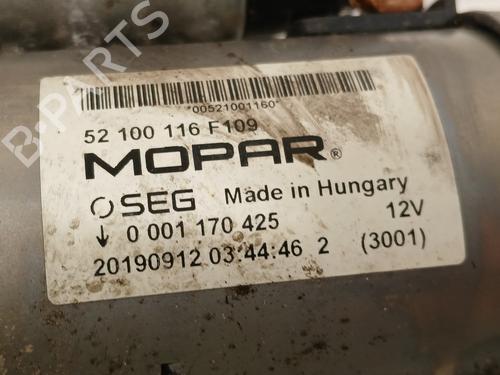 *00521001160*
52 100 116 F109
MOPAR®
SEG Made in Hungary
0 001 170 425 12V
20190912 03:44:46 2 (3001)
B-PARTS